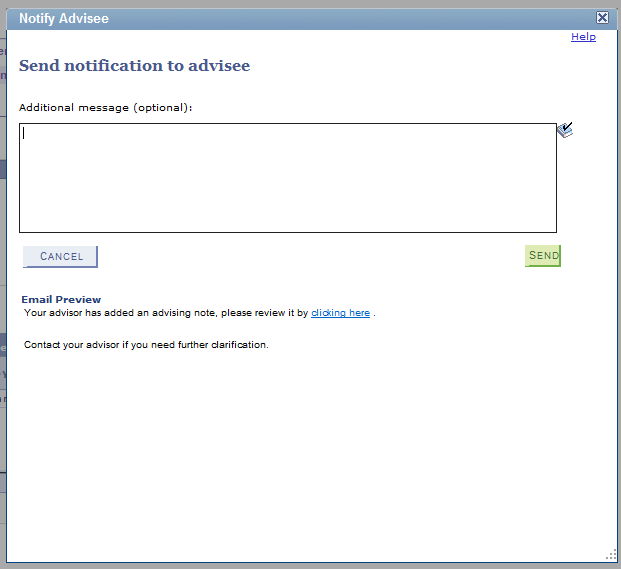 Notify Advisee
Help
Send notification to advisee
Additional message (optional):
CANCEL
SEND
Email Preview
Your advisor has added an advising note, please review it by clicking here .
Contact your advisor if you need further clarification.